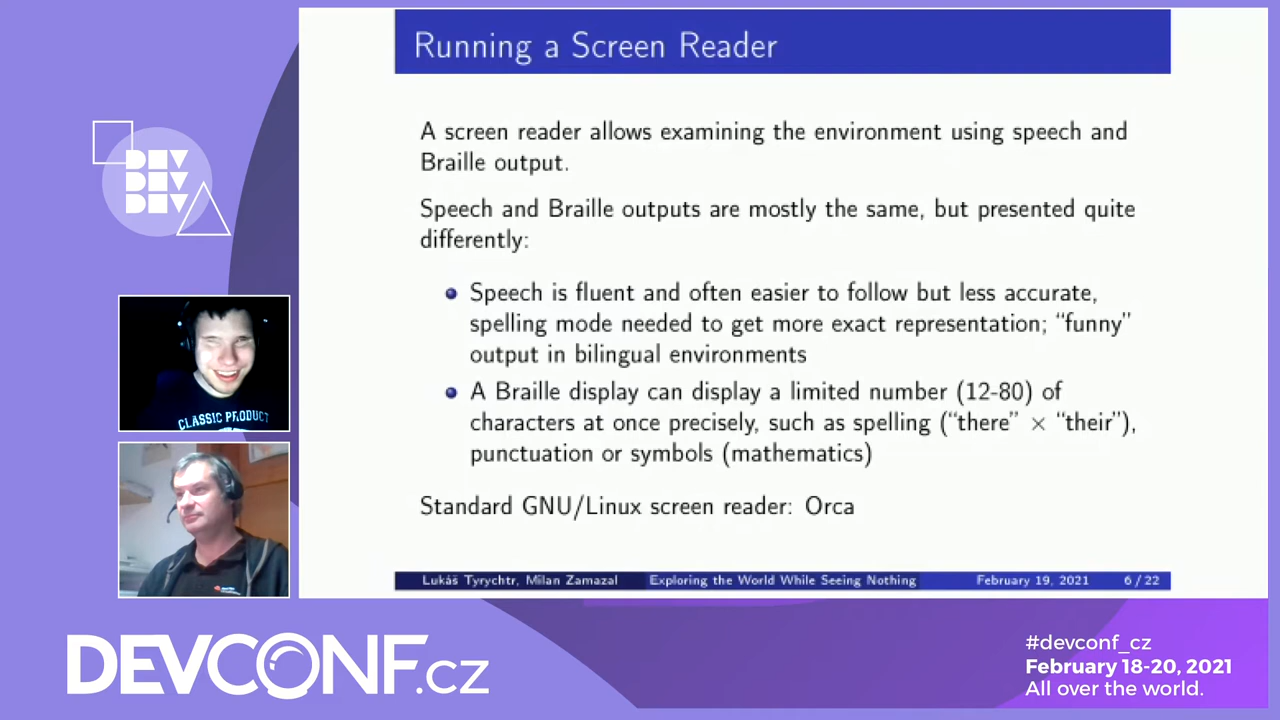 Running a Screen Reader
A screen reader allows examining the environment using speech and
Braille output.
Speech and Braille outputs are mostly the same, but presented quite
differently:
Speech is fluent and often easier to follow but less accurate,
spelling mode needed to get more exact representation; “funny”
output in bilingual environments
A Braille display can display a limited number (12-80) of
characters at once precisely, such as spelling (“there” × “their”),
punctuation or symbols (mathematics)
Standard GNU/Linux screen reader: Orca
Lukáš Tyrychtr, Milan Zamazal Exploring the World While Seeing Nothing February 19, 2021 6 / 22
DEV
DEV
DEV
CLASSIC PRODUCT
DEVCONF.cz
#devconf_cz
February 18-20, 2021
All over the world.